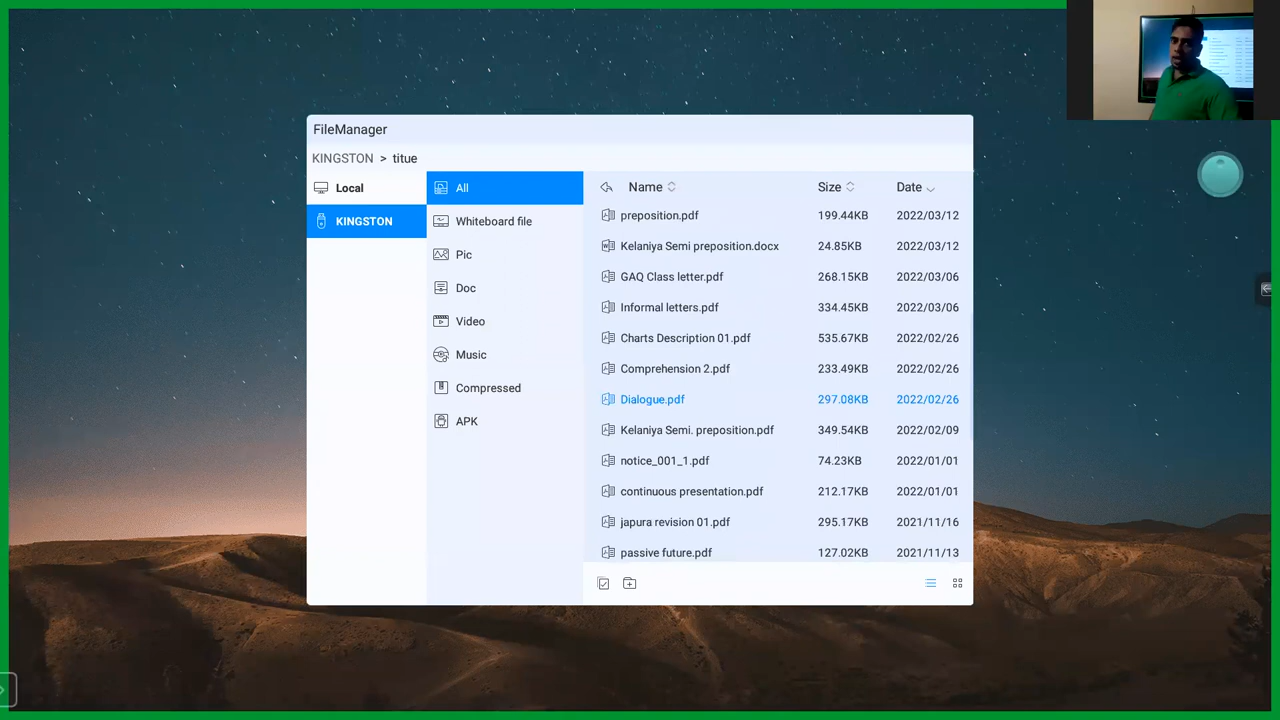 FileManager
KINGSTON > titue
Local
KINGSTON
All
Whiteboard file
Pic
Doc
Video
Music
Compressed
APK
Name Size Date
preposition.pdf 199.44KB 2022/03/12
Kelaniya Semi preposition.docx 24.85KB 2022/03/12
GAQ Class letter.pdf 268.15KB 2022/03/06
Informal letters.pdf 334.45KB 2022/03/06
Charts Description 01.pdf 535.67KB 2022/02/26
Comprehension 2.pdf 233.49KB 2022/02/26
Dialogue.pdf 297.08KB 2022/02/26
Kelaniya Semi. preposition.pdf 349.54KB 2022/02/09
notice_001_1.pdf 74.23KB 2022/01/01
continuous presentation.pdf 212.17KB 2022/01/01
japura revision 01.pdf 295.17KB 2021/11/16
passive future.pdf 127.02KB 2021/11/13